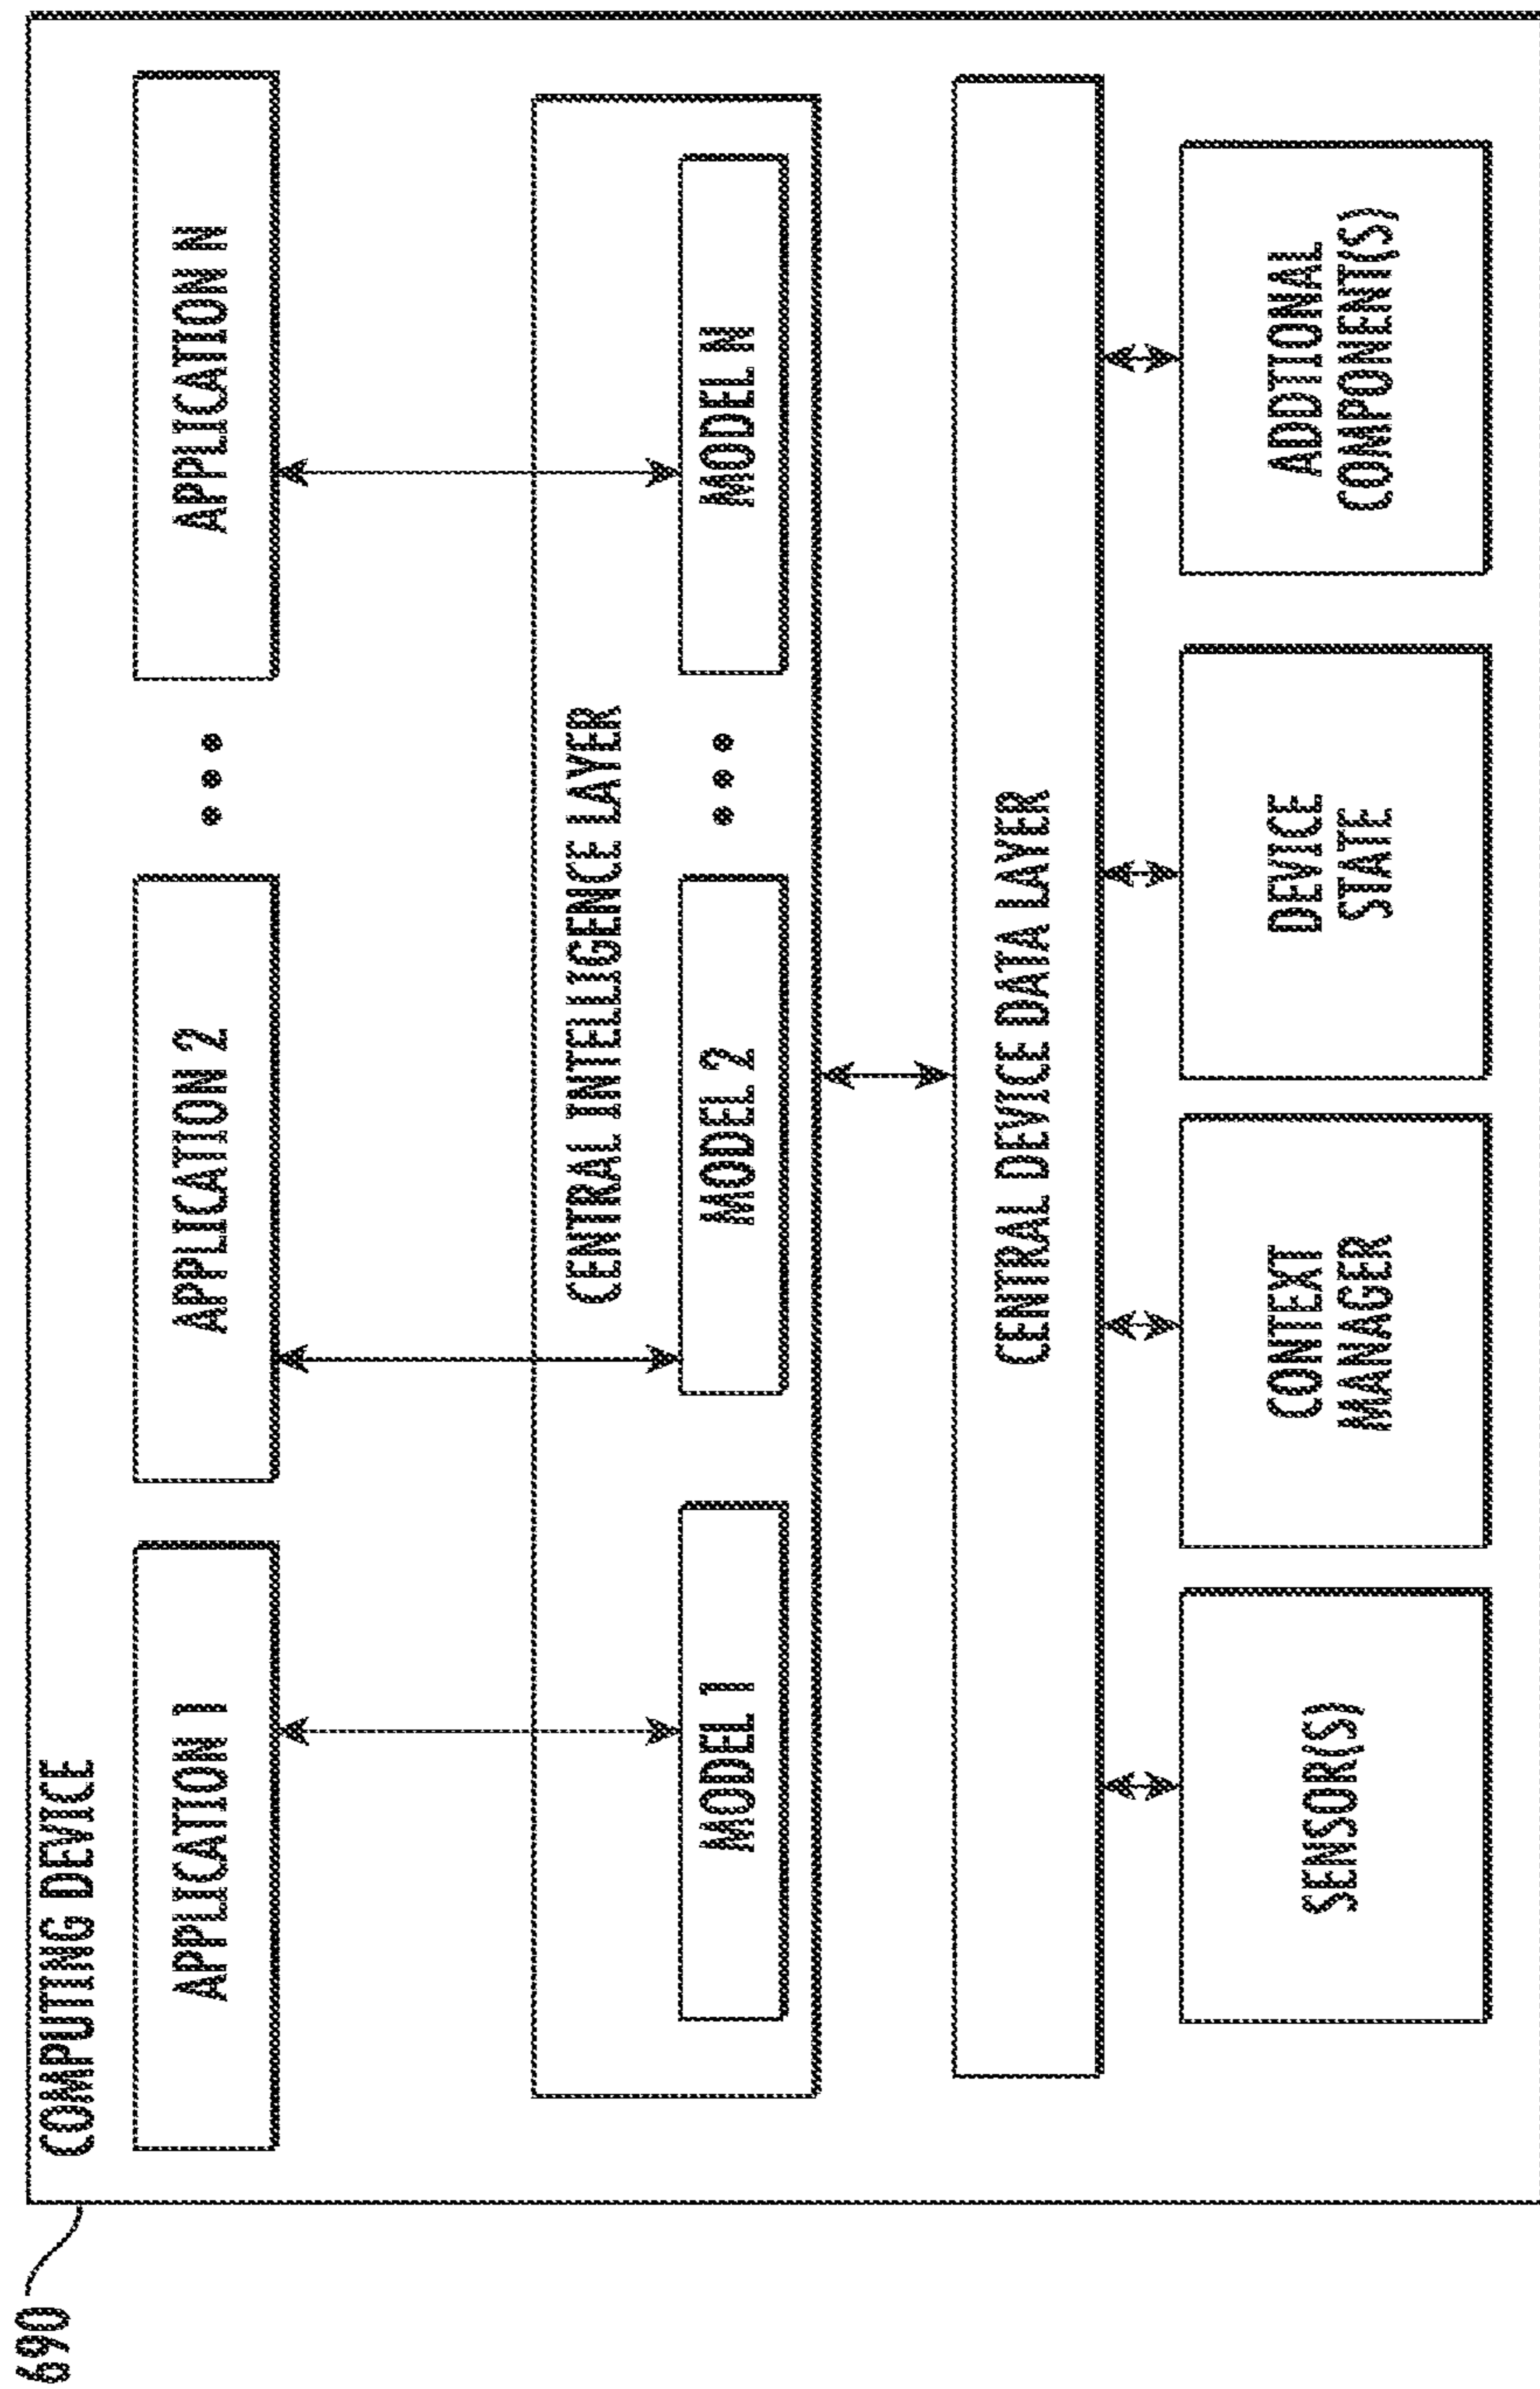 690
COMPUTING DEVICE
APPLICATION 1
APPLICATION 2
APPLICATION N
CENTRAL INTELLIGENCE LAYER
MODEL 1
MODEL 2
MODEL N
CENTRAL DEVICE DATA LAYER
SENSOR(S)
CONTEXT
MANAGER
DEVICE
STATE
ADDTIONAL
COMPONENT(S)